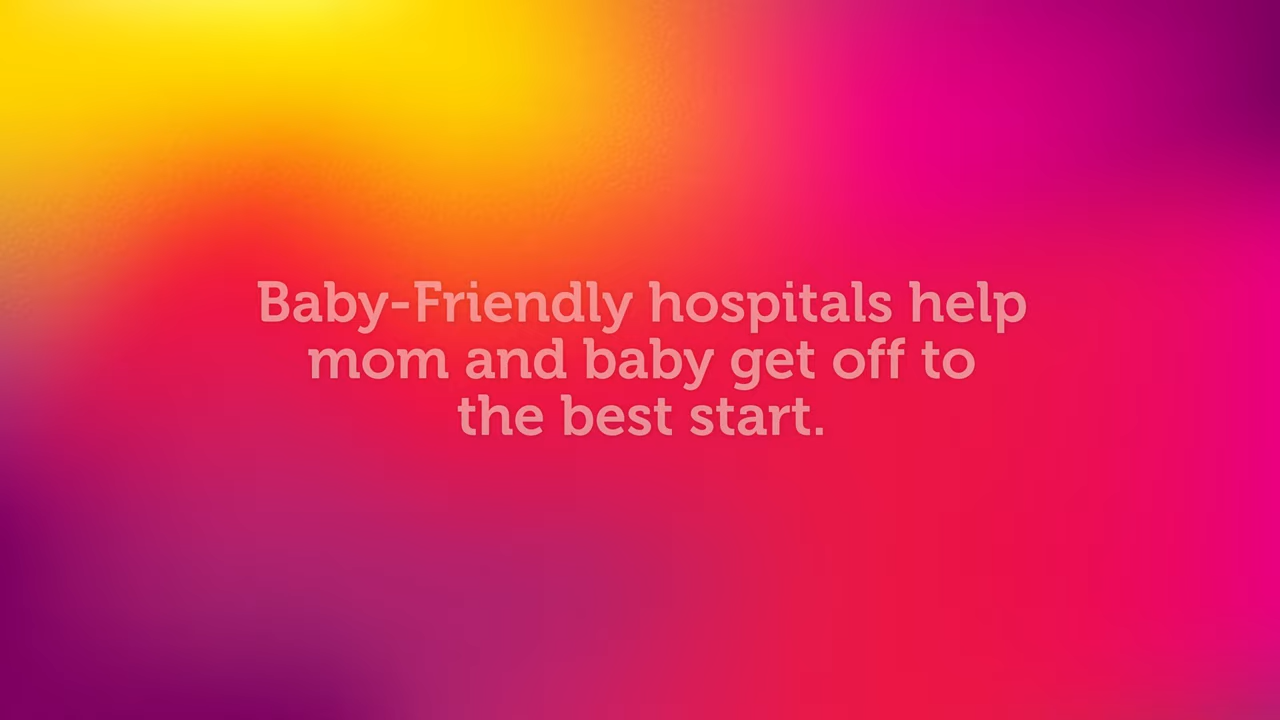 Baby-Friendly hospitals help
mom and baby get off to
the best start.